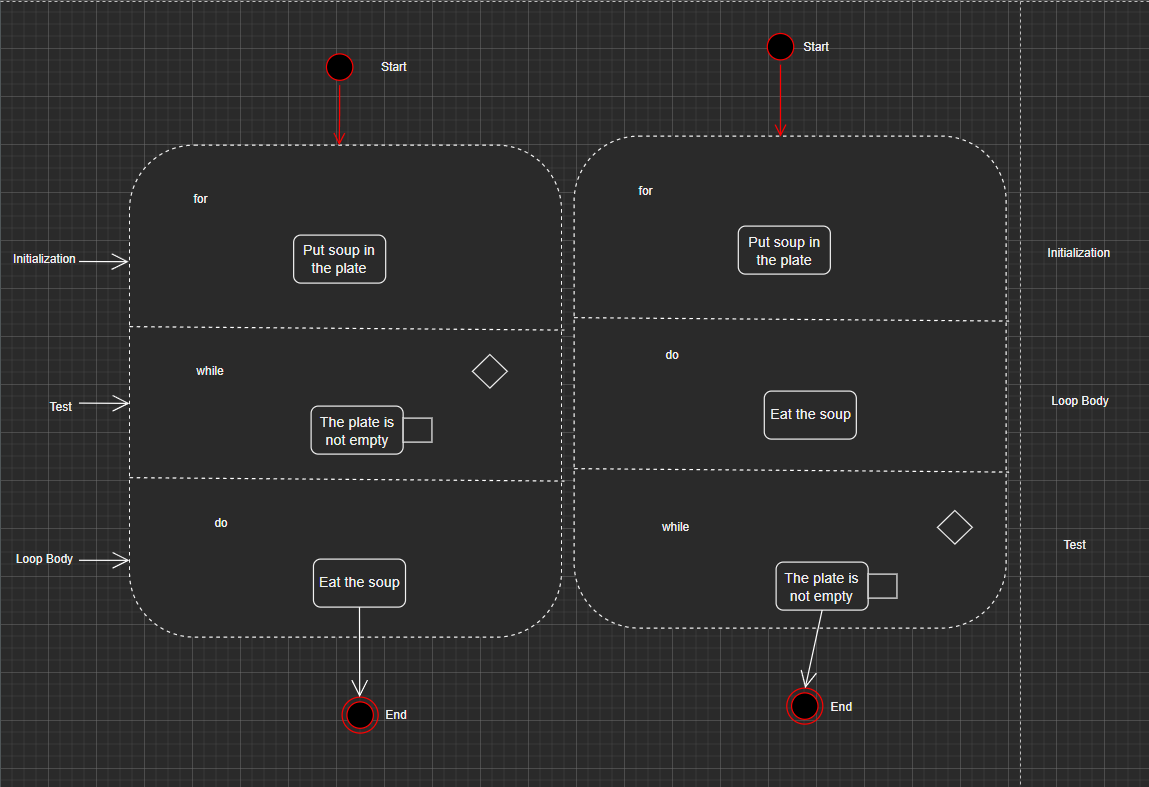 Start
for
Put soup in
the plate
Initialization
while
The plate is
not empty
Test
do
Loop Body
Eat the soup
End
Start
for
Put soup in
the plate
Initialization
do
Eat the soup
Loop Body
while
The plate is
not empty
Test
End